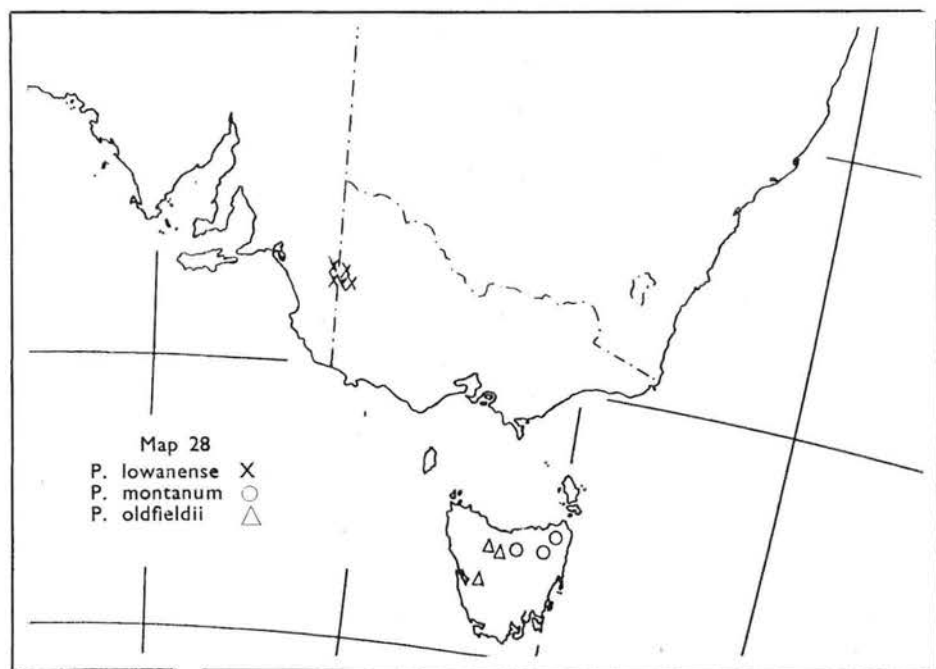 Map 28
P. lowanense X
P. montanum ○
P. oldfieldii △